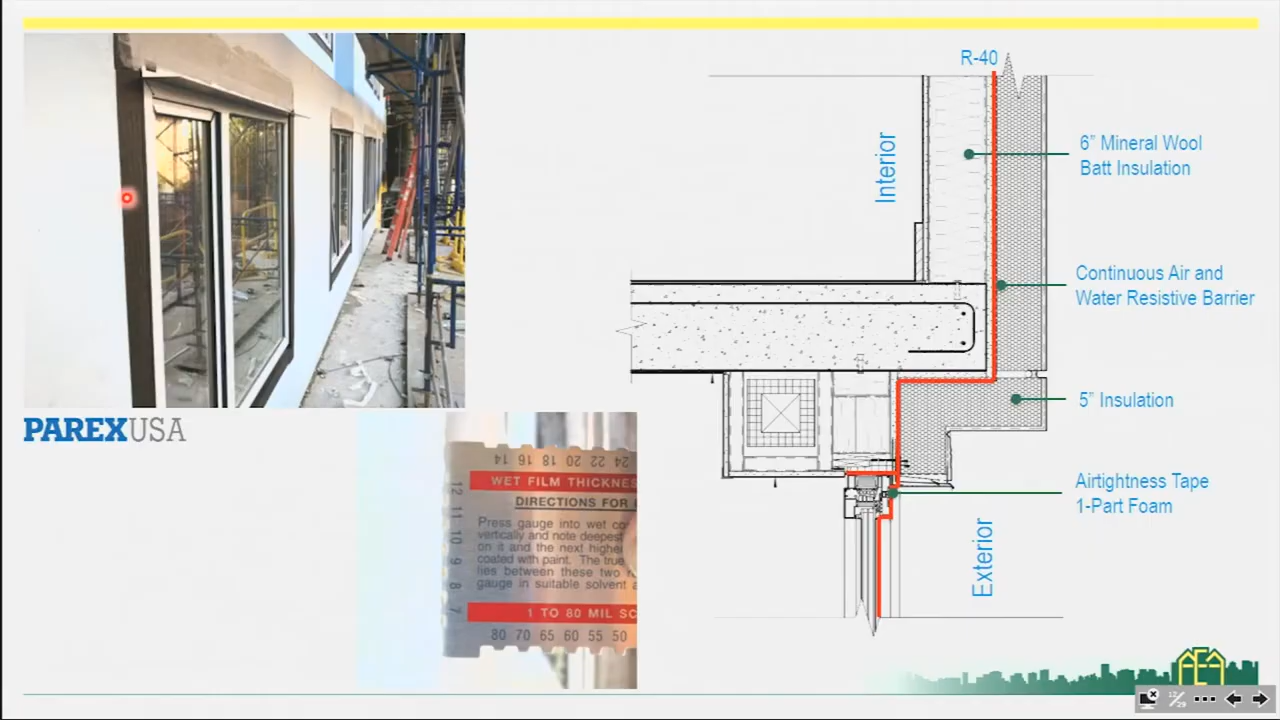 R-40
Interior
6” Mineral Wool
Batt Insulation
Continuous Air and
Water Resistive Barrier
5” Insulation
Airtightness Tape
1-Part Foam
Exterior
PAREXUSA
14 16 18 20 22 24
WET FILM THICKNES
DIRECTIONS FOR
Press gauge into wet co
vertically and note deepest
on it and the next higher
coated with paint. The true
lies between these two
gauge in suitable solvent
1 TO 80 MIL SC
80 70 65 60 55 50
12 11 10 9 8 7
AEA
12/29